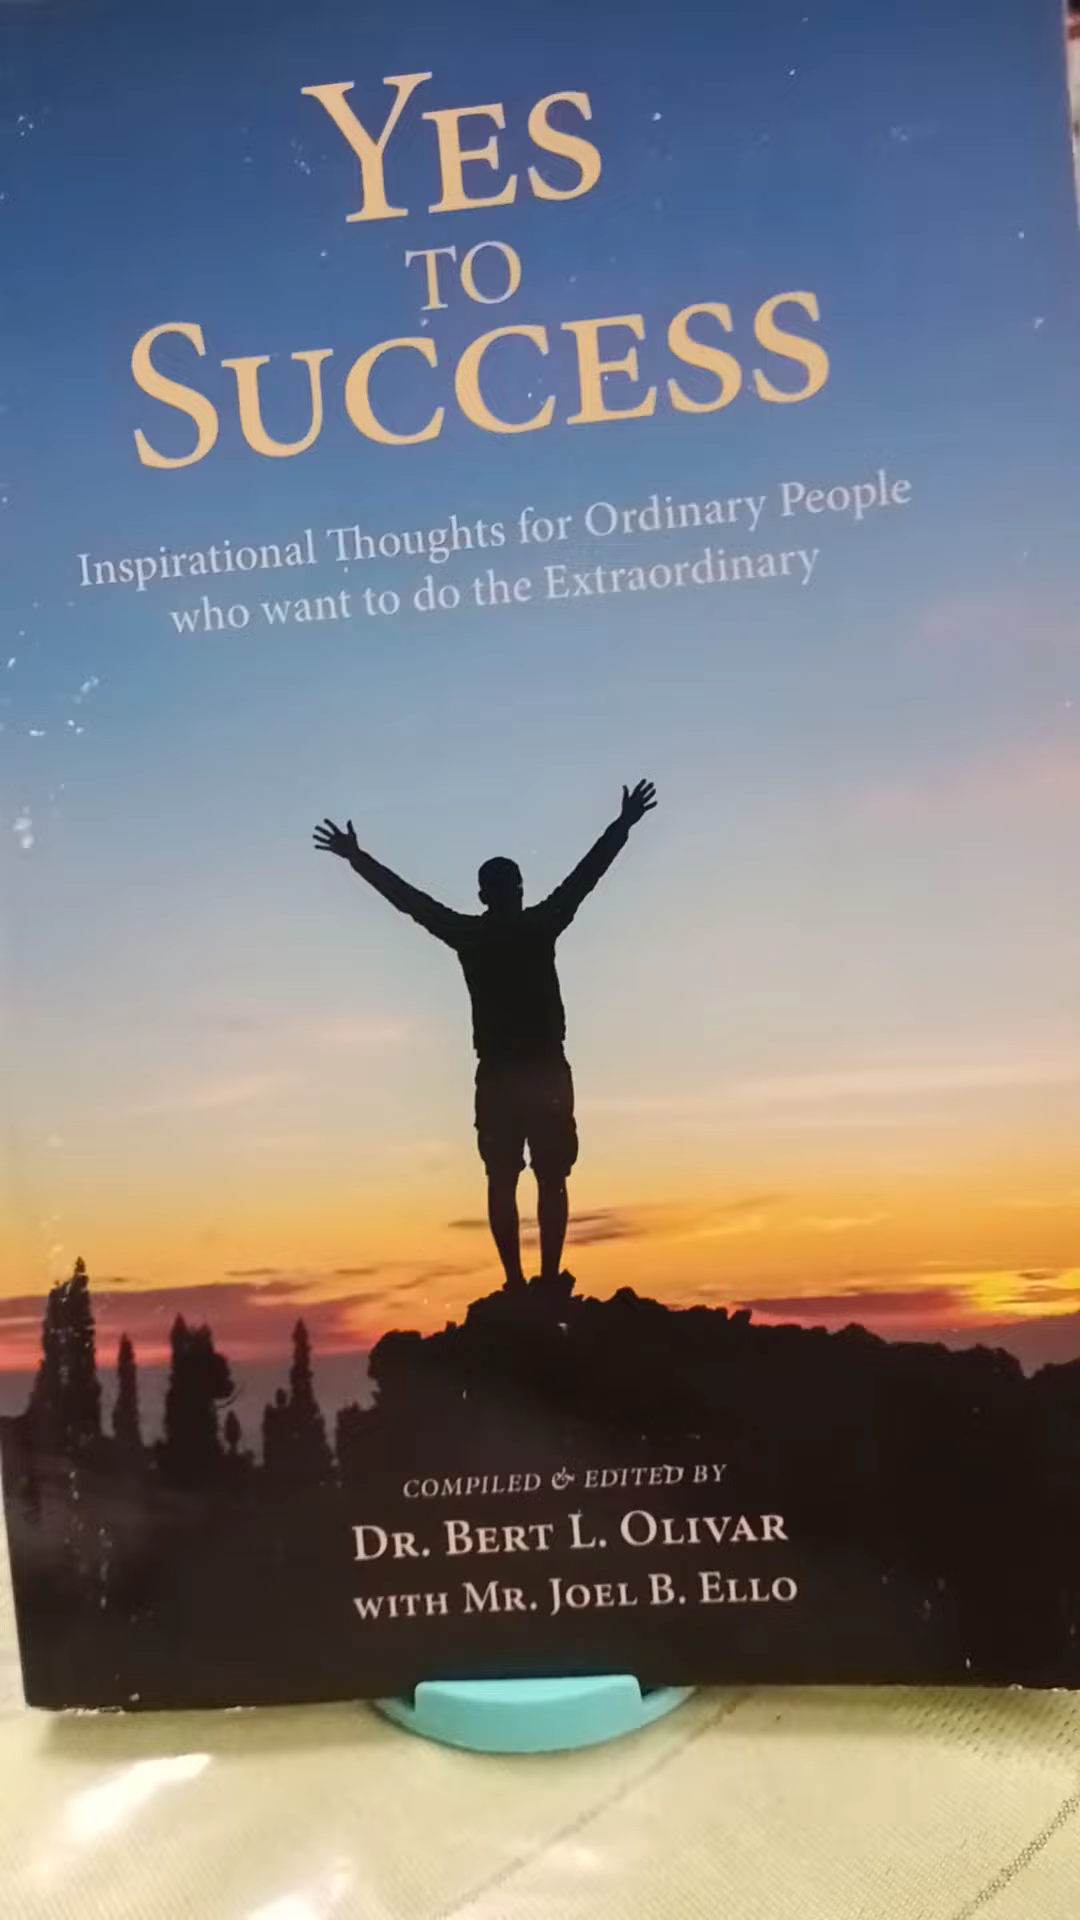 YES
TO
SUCCESS
Inspirational Thoughts for Ordinary People
who want to do the Extraordinary
COMPILED & EDITED BY
DR. BERT L. OLIVAR
WITH MR. JOEL B. ELLO